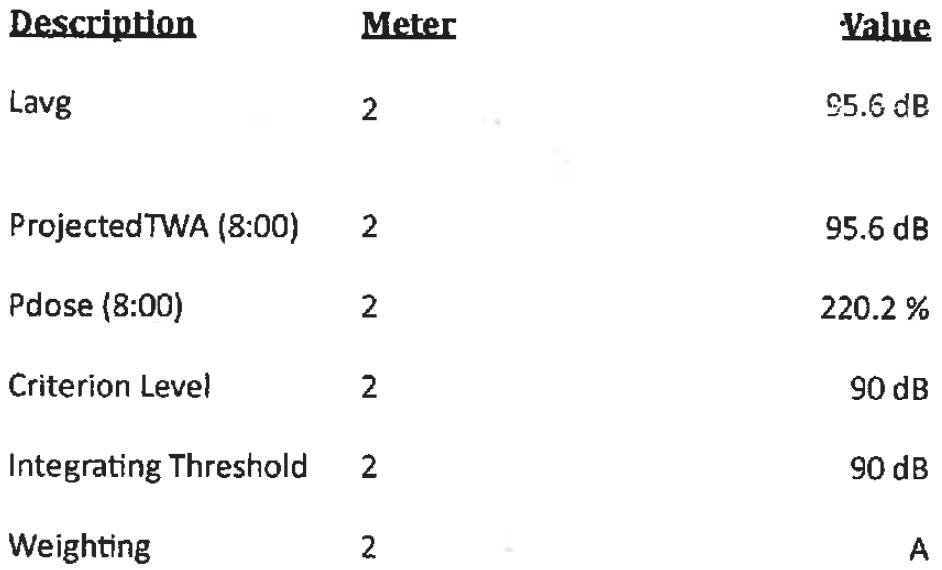 Description Meter Value
Lavg 2 95.6 dB
ProjectedTWA (8:00) 2 95.6 dB
Pdose (8:00) 2 220.2 %
Criterion Level 2 90 dB
Integrating Threshold 2 90 dB
Weighting 2 A